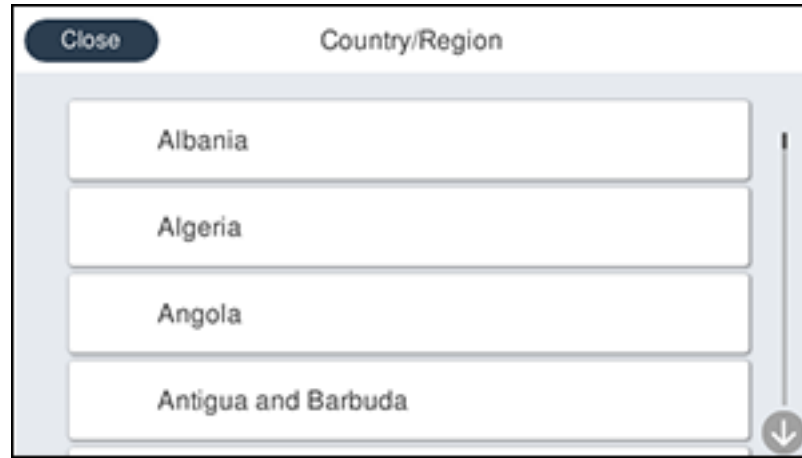 Close
Country/Region
Albania
Algeria
Angola
Antigua and Barbuda